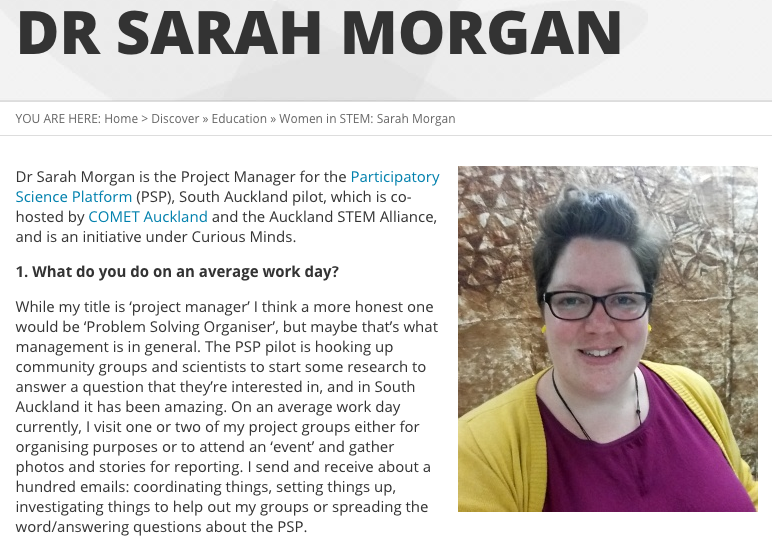 DR SARAH MORGAN
YOU ARE HERE: Home > Discover » Education » Women in STEM: Sarah Morgan
Dr Sarah Morgan is the Project Manager for the Participatory
Science Platform (PSP), South Auckland pilot, which is co-
hosted by COMET Auckland and the Auckland STEM Alliance,
and is an initiative under Curious Minds.
1. What do you do on an average work day?
While my title is ‘project manager’ I think a more honest one
would be ‘Problem Solving Organiser’, but maybe that’s what
management is in general. The PSP pilot is hooking up
community groups and scientists to start some research to
answer a question that they’re interested in, and in South
Auckland it has been amazing. On an average work day
currently, I visit one or two of my project groups either for
organising purposes or to attend an ‘event’ and gather
photos and stories for reporting. I send and receive about a
hundred emails: coordinating things, setting things up,
investigating things to help out my groups or spreading the
word/answering questions about the PSP.